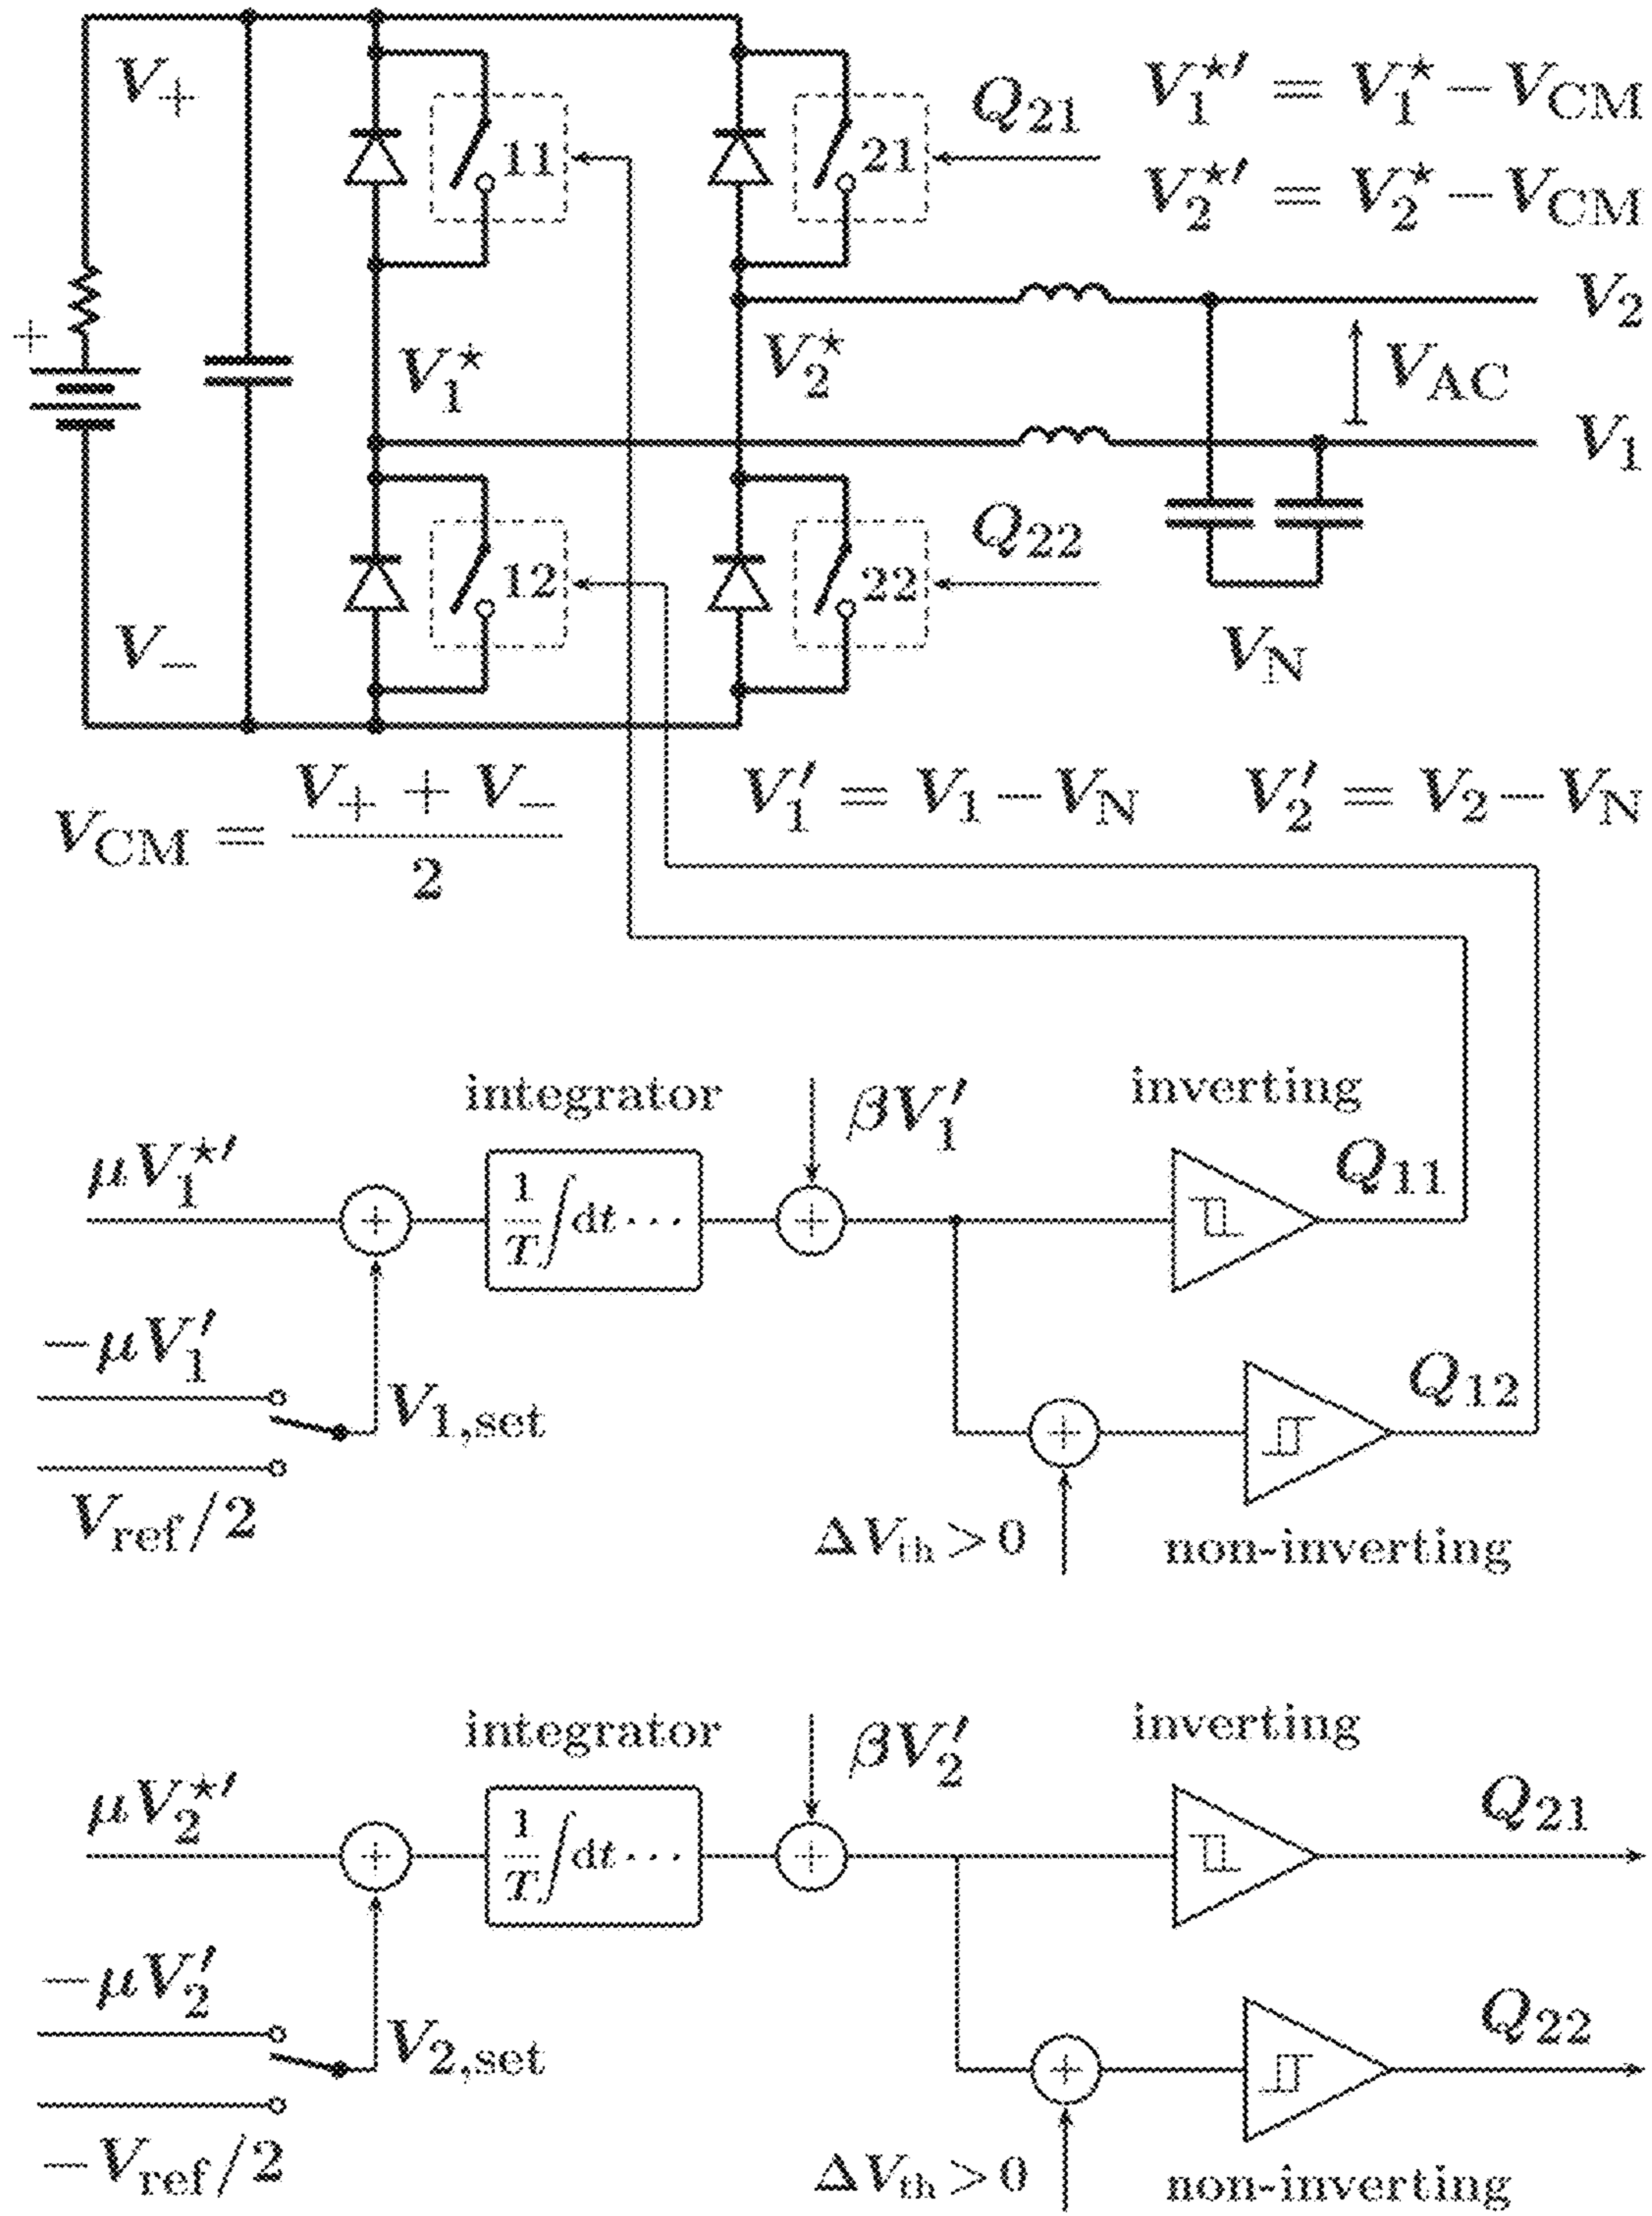 V₊
11
21
Q₂₁
V₁*′ = V₁* − V_CM
V₂*′ = V₂* − V_CM
+
V₁*
V₂*
V₂
V_AC
V₁
12
22
Q₂₂
V₋
V_N
V_CM = (V₊ + V₋)/2
V₁′ = V₁ − V_N
V₂′ = V₂ − V_N
integrator
βV₁′
inverting
μV₁*′
+
1/T ∫dt ···
+
Q₁₁
−μV₁′
V₁,set
V_ref/2
+
Q₁₂
ΔV_th > 0
non-inverting
integrator
βV₂′
inverting
μV₂*′
+
1/T ∫dt ···
+
Q₂₁
−μV₂′
V₂,set
−V_ref/2
+
Q₂₂
ΔV_th > 0
non-inverting